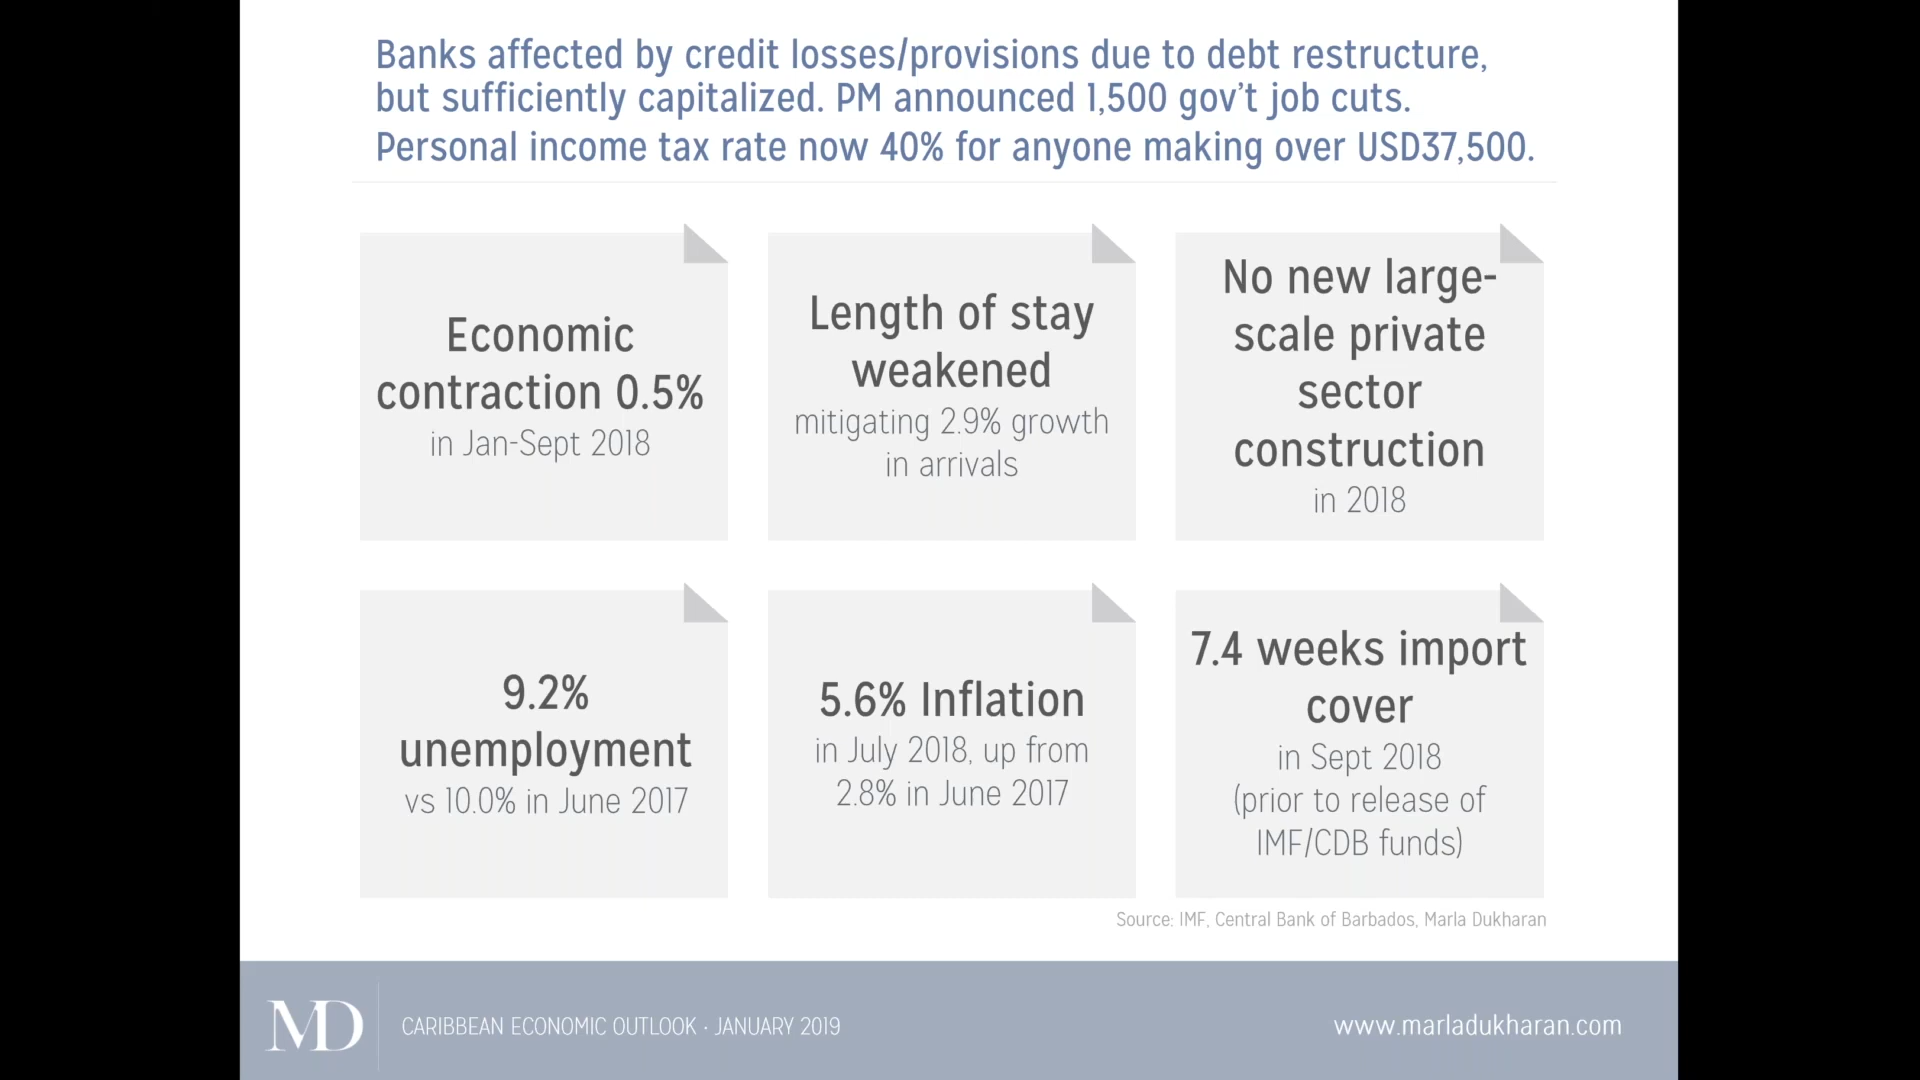 Banks affected by credit losses/provisions due to debt restructure,
but sufficiently capitalized. PM announced 1,500 gov't job cuts.
Personal income tax rate now 40% for anyone making over USD37,500.
Economic
contraction 0.5%
in Jan-Sept 2018
Length of stay
weakened
mitigating 2.9% growth
in arrivals
No new large-
scale private
sector
construction
in 2018
9.2%
unemployment
vs 10.0% in June 2017
5.6% Inflation
in July 2018, up from
2.8% in June 2017
7.4 weeks import
cover
in Sept 2018
(prior to release of
IMF/CDB funds)
Source: IMF, Central Bank of Barbados, Marla Dukharan
MD
CARIBBEAN ECONOMIC OUTLOOK · JANUARY 2019
www.marladukharan.com